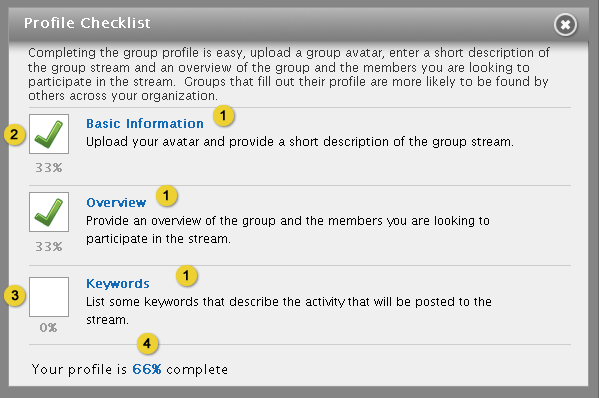 Profile Checklist
Completing the group profile is easy, upload a group avatar, enter a short description of
the group stream and an overview of the group and the members you are looking to
participate in the stream.  Groups that fill out their profile are more likely to be found by
others across your organization.
Basic Information 1
2
Upload your avatar and provide a short description of the group stream.
33%
Overview 1
Provide an overview of the group and the members you are looking to
participate in the stream.
33%
Keywords 1
3
List some keywords that describe the activity that will be posted to the
stream.
0%
4
Your profile is 66% complete